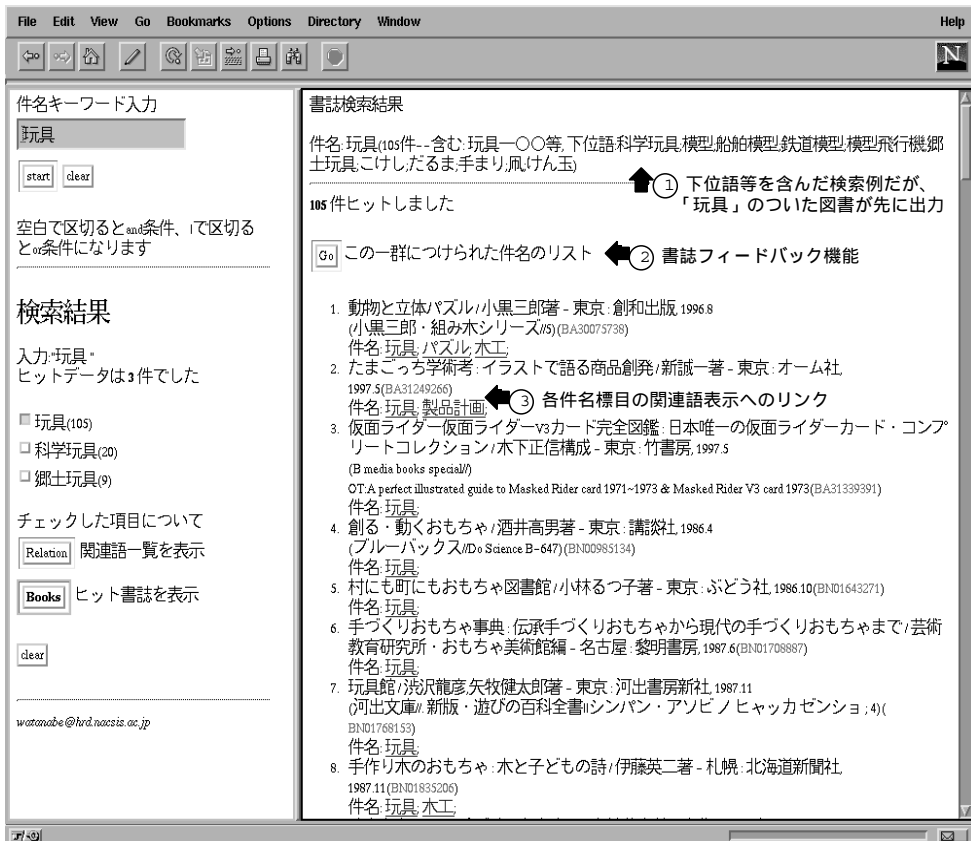 File Edit View Go Bookmarks Options Directory Window Help
N
件名キーワード入力
玩具
start clear
空白で区切るとand条件、|で区切る
とor条件になります
検索結果
入力:"玩具 "
ヒットデータは3件でした
玩具(105)
科学玩具(20)
郷土玩具(9)
チェックした項目について
Relation 関連語一覧を表示
Books ヒット書誌を表示
clear
watanabe@hrd.nacsis.ac.jp
書誌検索結果
件名:玩具(105件--含む:玩具―〇〇等,下位語:科学玩具;模型;船舶模型;鉄道模型;模型飛行機;郷
土玩具;こけし;だるま;手まり;凧;けん玉)
① 下位語等を含んだ検索例だが、
「玩具」のついた図書が先に出力
105 件ヒットしました
Go この一群につけられた件名のリスト
② 書誌フィードバック機能
1. 動物と立体パズル / 小黒三郎著 – 東京 : 創和出版, 1996.8
(小黒三郎・組み木シリーズ//5) (BA30075738)
件名: 玩具; パズル; 木工;
2. たまごっち学術考 : イラストで語る商品創発 / 新誠一著 – 東京 : オーム社,
1997.5(BA31249266)
件名: 玩具; 製品計画;
③ 各件名標目の関連語表示へのリンク
3. 仮面ライダー仮面ライダーV3カード完全図鑑 : 日本唯一の仮面ライダーカード・コンプ
リートコレクション / 木下正信構成 – 東京 : 竹書房, 1997.5
(B media books special//)
OT:A perfect illustrated guide to Masked Rider card 1971~1973 & Masked Rider V3 card 1973(BA31339391)
件名: 玩具;
4. 創る・動くおもちゃ / 酒井高男著 – 東京 : 講談社, 1986.4
(ブルーバックス//Do Science B–647) (BN00985134)
件名: 玩具;
5. 村にも町にもおもちゃ図書館 / 小林るつ子著 – 東京 : ぶどう社, 1986.10(BN01643271)
件名: 玩具;
6. 手づくりおもちゃ事典 : 伝承手づくりおもちゃから現代の手づくりおもちゃまで / 芸術
教育研究所・おもちゃ美術館編 – 名古屋 : 黎明書房, 1987.6(BN01708887)
件名: 玩具;
7. 玩具館 / 渋沢龍彦,矢牧健太郎著 – 東京 : 河出書房新社, 1987.11
(河出文庫//. 新版・遊びの百科全書||シンパン・アソビ ノ ヒャッカ ゼンショ ; 4) (
BN01768153)
件名: 玩具;
8. 手作り木のおもちゃ : 木と子どもの詩 / 伊藤英二著 – 札幌 : 北海道新聞社,
1987.11(BN01835206)
件名: 玩具; 木工;